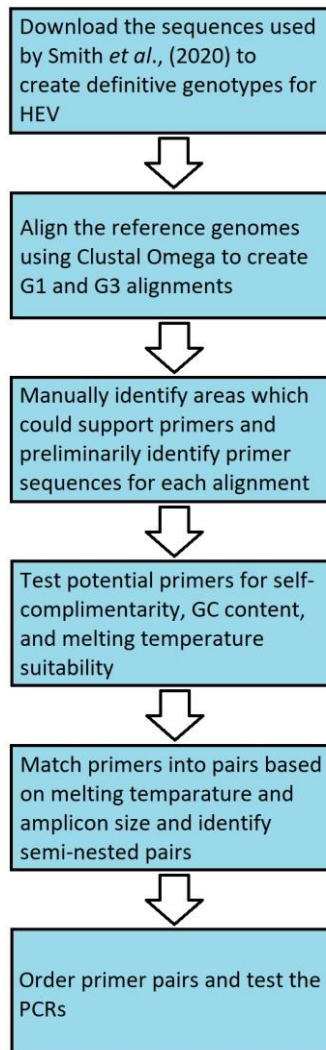 Download the sequences used
by Smith et al., (2020) to
create definitive genotypes for
HEV
Align the reference genomes
using Clustal Omega to create
G1 and G3 alignments
Manually identify areas which
could support primers and
preliminarily identify primer
sequences for each alignment
Test potential primers for self-
complimentarity, GC content,
and melting temperature
suitability
Match primers into pairs based
on melting temparature and
amplicon size and identify
semi-nested pairs
Order primer pairs and test the
PCRs